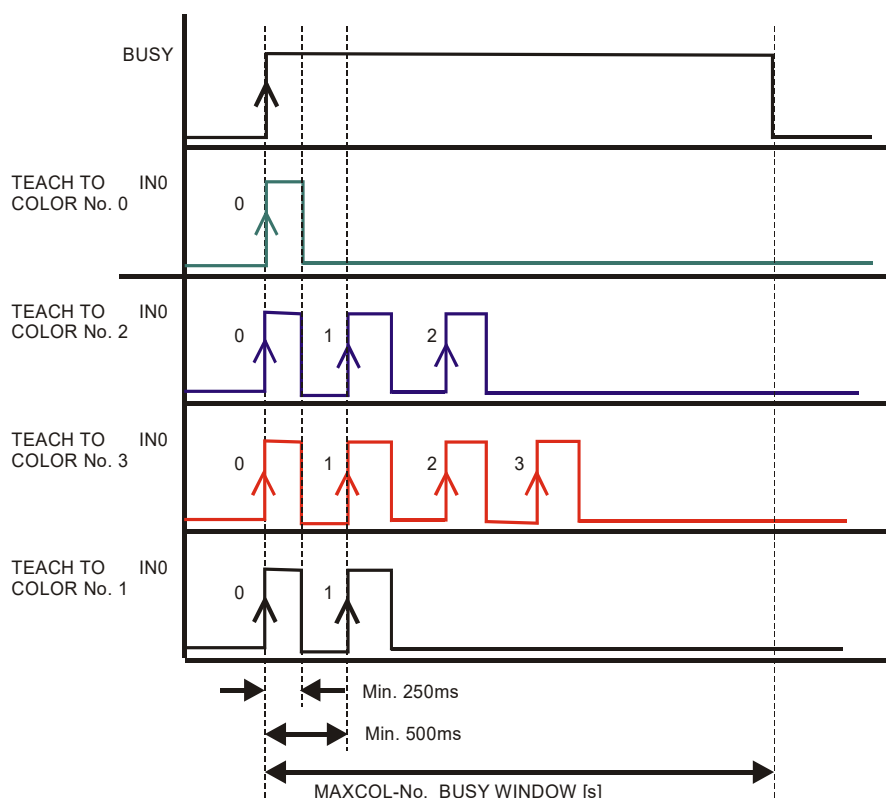 BUSY
TEACH TO IN0
COLOR No. 0
0
TEACH TO IN0
COLOR No. 2
0 1 2
TEACH TO IN0
COLOR No. 3
0 1 2 3
TEACH TO IN0
COLOR No. 1
0 1
Min. 250ms
Min. 500ms
MAXCOL-No. BUSY WINDOW [s]